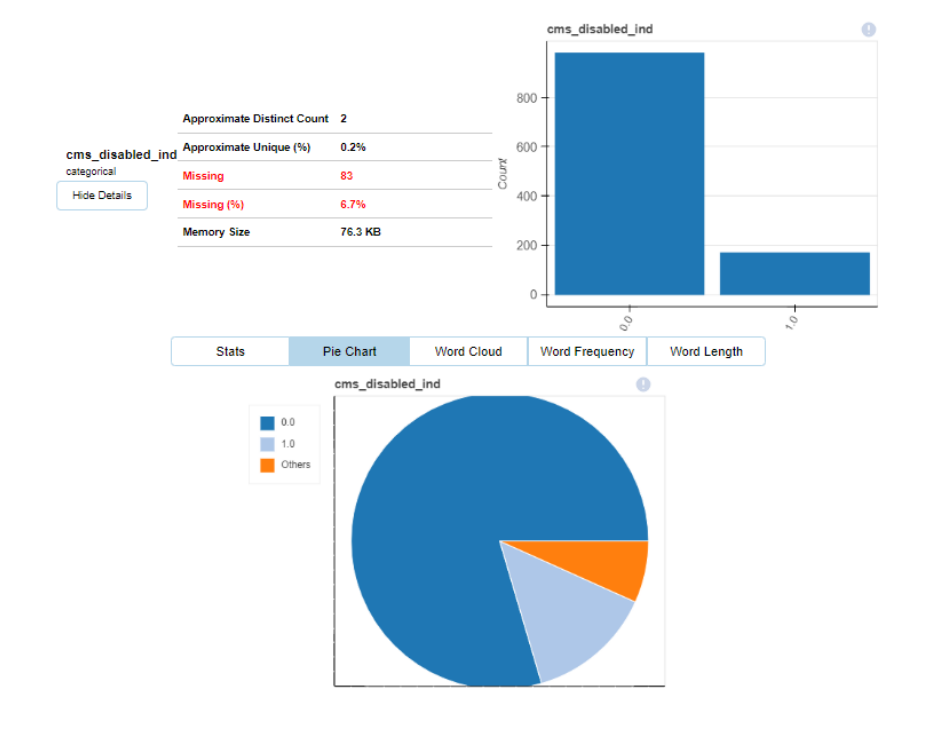 cms_disabled_ind
categorical
Hide Details
Approximate Distinct Count 2
Approximate Unique (%) 0.2%
Missing 83
Missing (%) 6.7%
Memory Size 76.3 KB
cms_disabled_ind
!
Count
800
600
400
200
0
0.0
1.0
Stats
Pie Chart
Word Cloud
Word Frequency
Word Length
cms_disabled_ind
!
0.0
1.0
Others